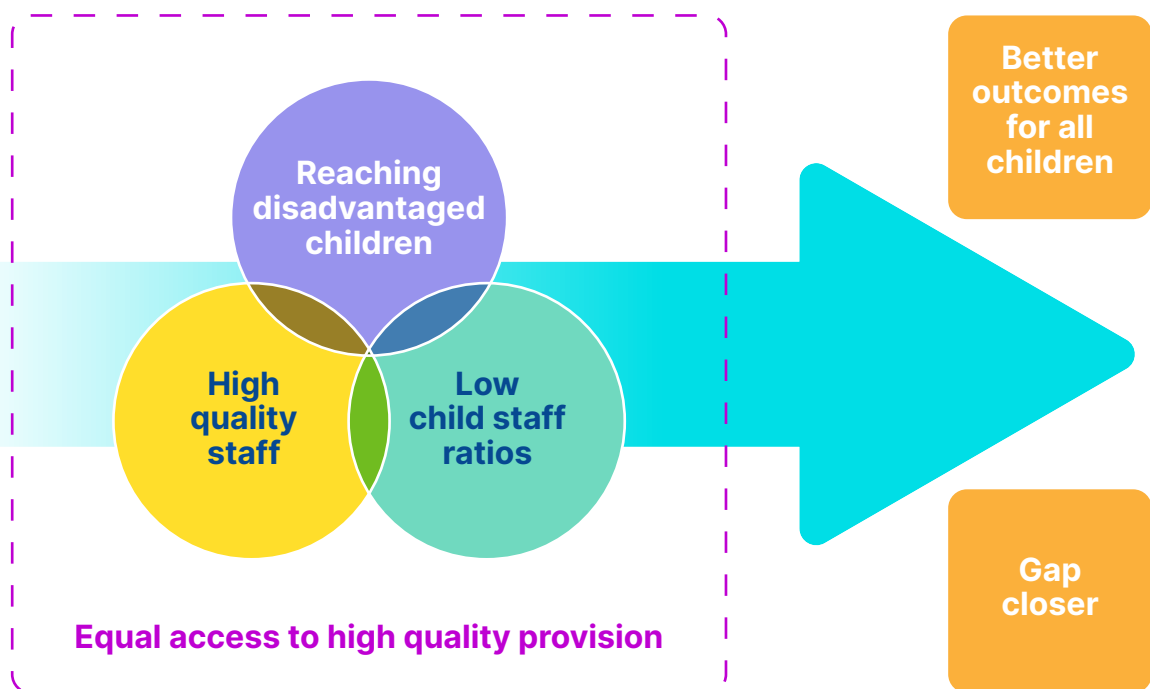 Reaching
disadvantaged
children
High
quality
staff
Low
child staff
ratios
Equal access to high quality provision
Better
outcomes
for all
children
Gap
closer